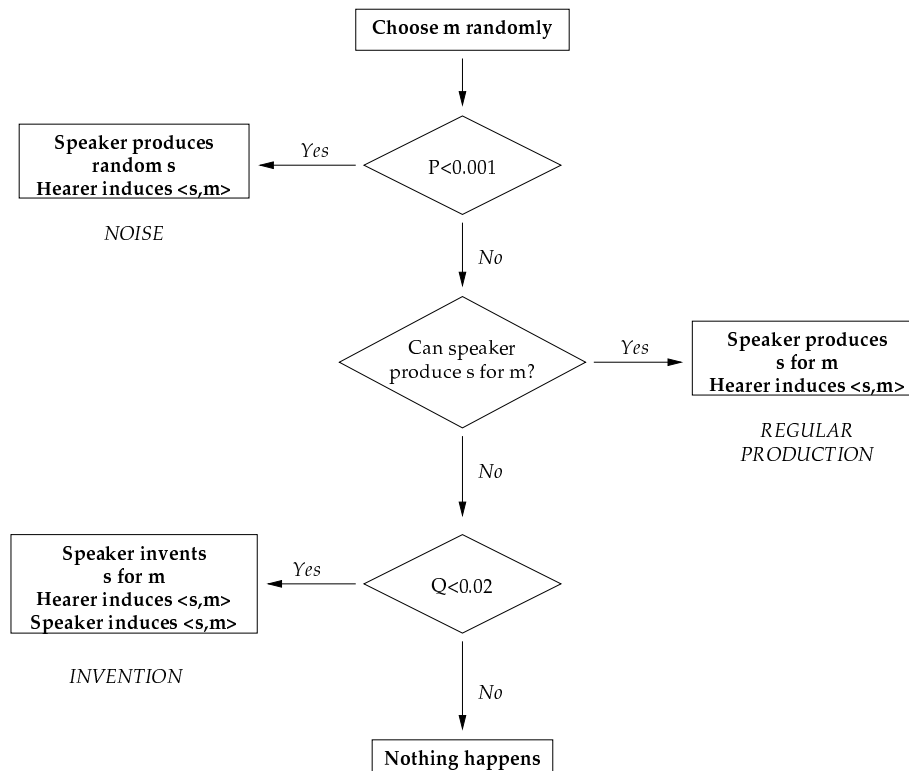 Choose m randomly
P<0.001
Yes
Speaker produces
random s
Hearer induces <s,m>
NOISE
No
Can speaker
produce s for m?
Yes
Speaker produces
s for m
Hearer induces <s,m>
REGULAR
PRODUCTION
No
Q<0.02
Yes
Speaker invents
s for m
Hearer induces <s,m>
Speaker induces <s,m>
INVENTION
No
Nothing happens